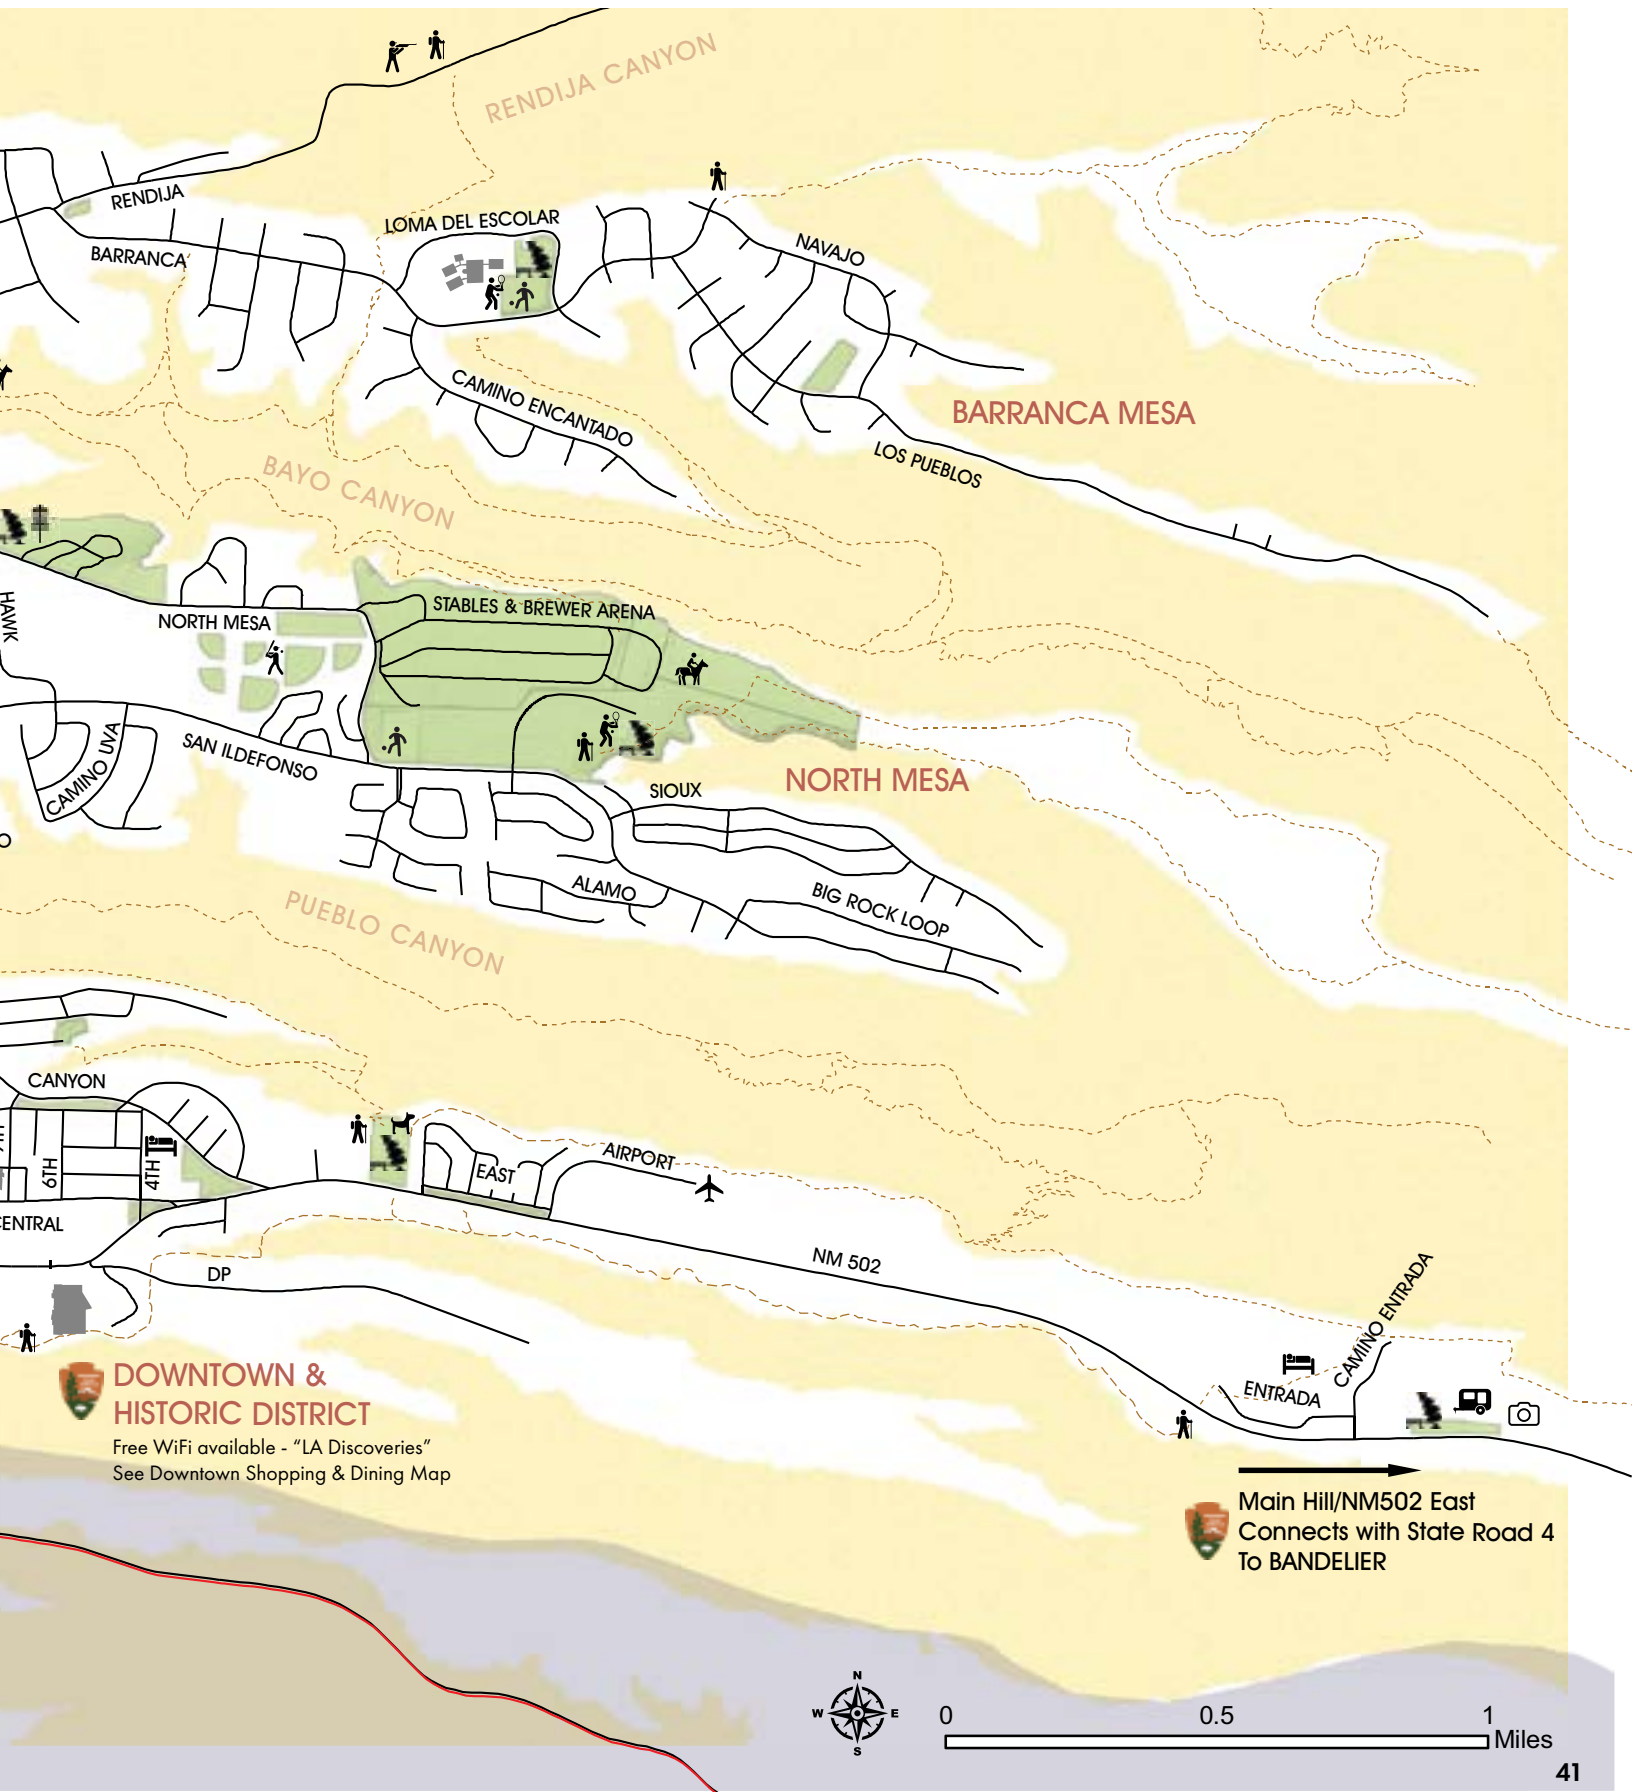 RENDIJA CANYON
RENDIJA
LOMA DEL ESCOLAR
BARRANCA
NAVAJO
CAMINO ENCANTADO
BARRANCA MESA
LOS PUEBLOS
BAYO CANYON
HAWK
NORTH MESA
STABLES & BREWER ARENA
CAMINO UVA
SAN ILDEFONSO
NORTH MESA
SIOUX
ALAMO
BIG ROCK LOOP
PUEBLO CANYON
CANYON
6TH
4TH
EAST
AIRPORT
ENTRAL
NM 502
DP
CAMINO ENTRADA
ENTRADA
DOWNTOWN &
HISTORIC DISTRICT
Free WiFi available - “LA Discoveries”
See Downtown Shopping & Dining Map
Main Hill/NM502 East
Connects with State Road 4
To BANDELIER
N
W E
S
0 0.5 1
Miles
41